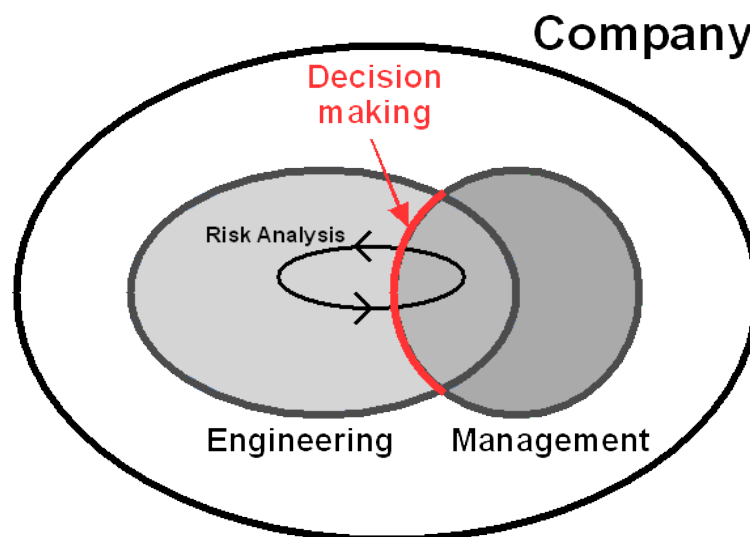 Company
Decision
making
Risk Analysis
Engineering
Management